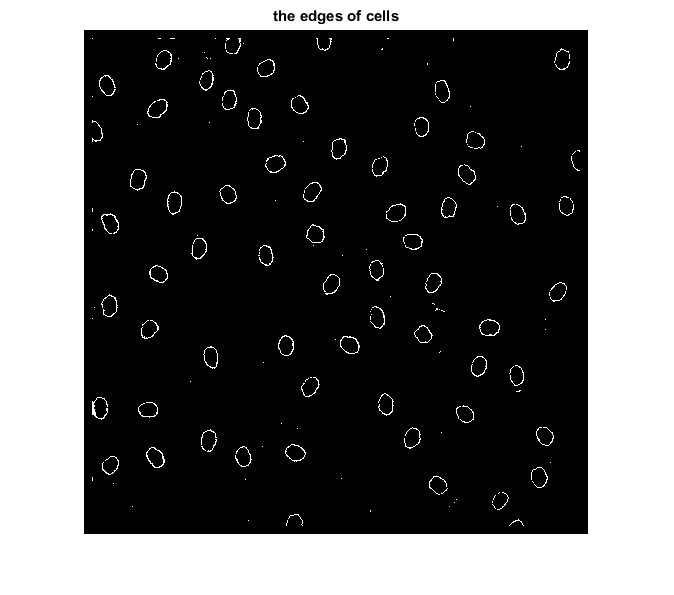 the edges of cells